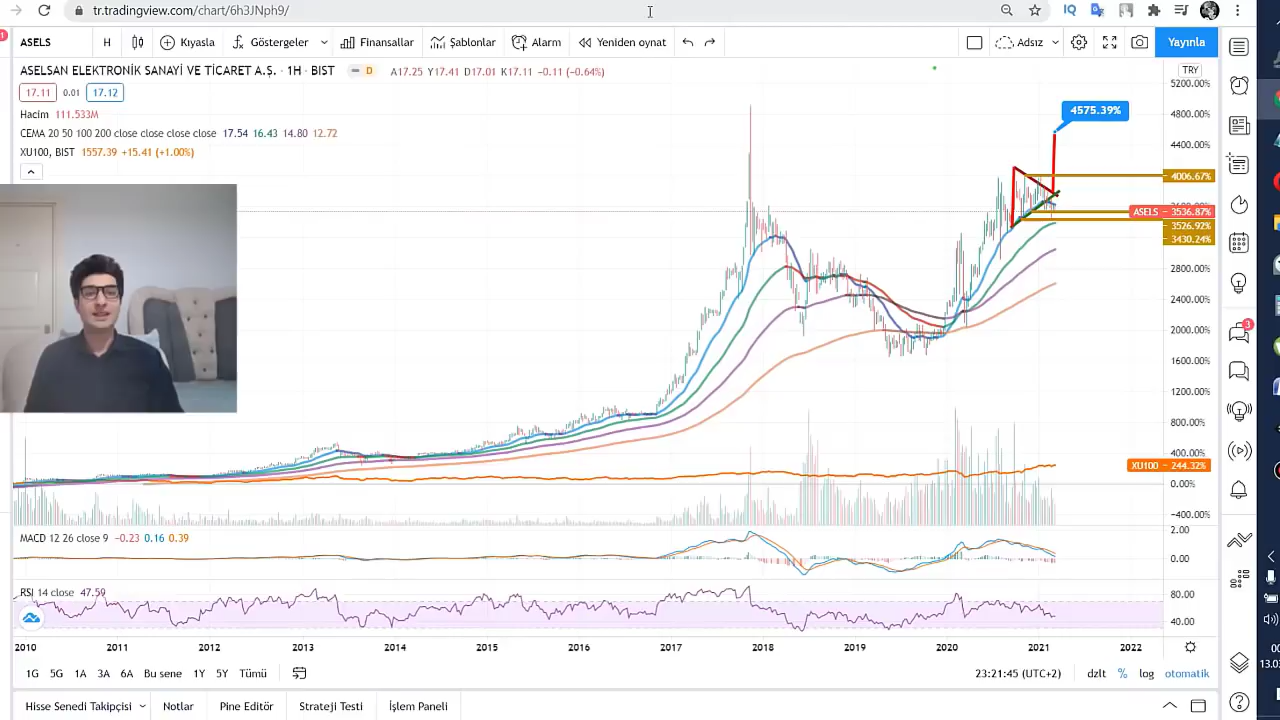 tr.tradingview.com/chart/6h3JNph9/
ASELS H Kıyasla Göstergeler Finansallar Şablonlar Alarm Yeniden oynat Adsız Yayınla
ASELSAN ELEKTRONİK SANAYİ VE TİCARET A.Ş. · 1H · BIST D A17.25 Y17.41 D17.01 K17.11 −0.11 (−0.64%)
TRY
17.11 0.01 17.12
Hacim 111.533M
CEMA 20 50 100 200 close close close close 17.54 16.43 14.80 12.72
XU100, BIST 1557.39 +15.41 (+1.00%)
5200.00%
4800.00%
4575.39%
4400.00%
4006.67%
ASELS 3536.87%
3526.92%
3430.24%
2800.00%
2400.00%
2000.00%
1600.00%
1200.00%
800.00%
400.00%
XU100 244.32%
0.00%
−400.00%
MACD 12 26 close 9 −0.23 0.16 0.39
2.00
0.00
RSI 14 close 47.59
80.00
40.00
2010 2011 2012 2013 2014 2015 2016 2017 2018 2019 2020 2021 2022
1G 5G 1A 3A 6A Bu sene 1Y 5Y Tümü 23:21:45 (UTC+2) dzlt % log otomatik
Hisse Senedi Takipçisi Notlar Pine Editör Strateji Testi İşlem Paneli
3
IQ